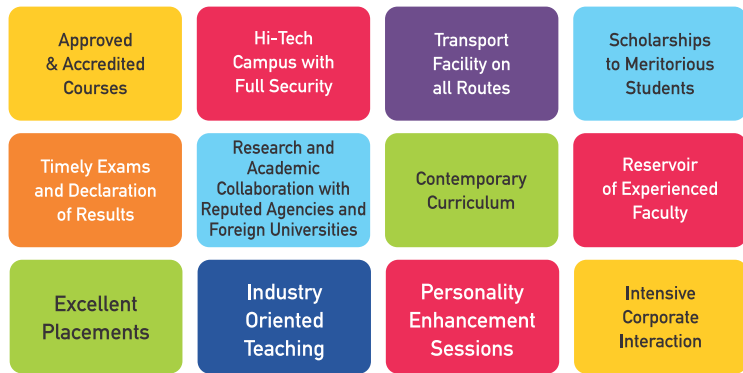 Approved
& Accredited
Courses
Hi-Tech
Campus with
Full Security
Transport
Facility on
all Routes
Scholarships
to Meritorious
Students
Timely Exams
and Declaration
of Results
Research and
Academic
Collaboration with
Reputed Agencies and
Foreign Universities
Contemporary
Curriculum
Reservoir
of Experienced
Faculty
Excellent
Placements
Industry
Oriented
Teaching
Personality
Enhancement
Sessions
Intensive
Corporate
Interaction